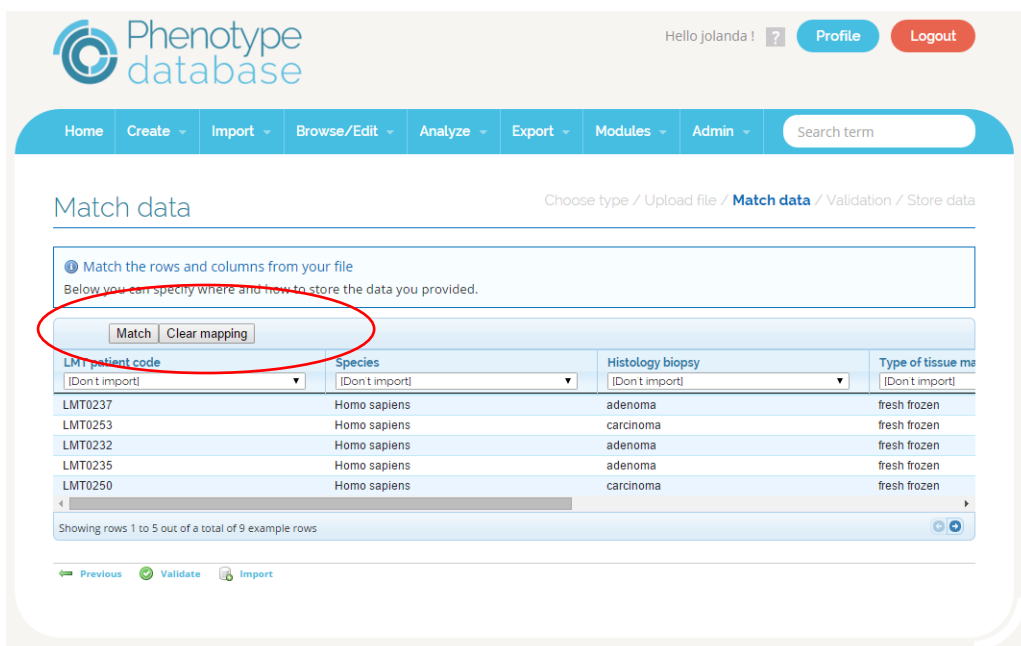 Phenotype
database
Hello jolanda ! ? Profile Logout
Home Create Import Browse/Edit Analyze Export Modules Admin Search term
Match data
Choose type / Upload file / Match data / Validation / Store data
Match the rows and columns from your file
Below you can specify where and how to store the data you provided.
Match Clear mapping
LMT patient code Species Histology biopsy Type of tissue ma
[Don't import] [Don't import] [Don't import] [Don't import]
LMT0237 Homo sapiens adenoma fresh frozen
LMT0253 Homo sapiens carcinoma fresh frozen
LMT0232 Homo sapiens adenoma fresh frozen
LMT0235 Homo sapiens adenoma fresh frozen
LMT0250 Homo sapiens carcinoma fresh frozen
Showing rows 1 to 5 out of a total of 9 example rows
Previous Validate Import